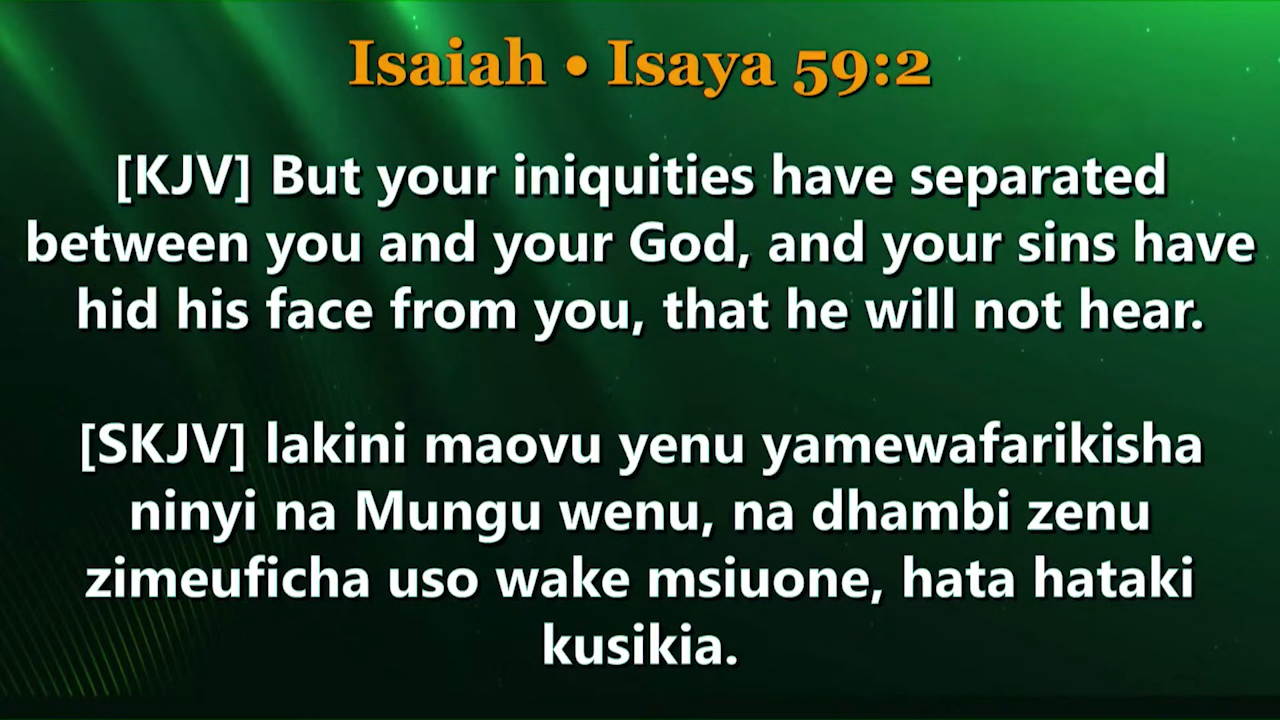 Isaiah • Isaya 59:2
[KJV] But your iniquities have separated
between you and your God, and your sins have
hid his face from you, that he will not hear.
[SKJV] lakini maovu yenu yamewafarikisha
ninyi na Mungu wenu, na dhambi zenu
zimeuficha uso wake msiuone, hata hataki
kusikia.